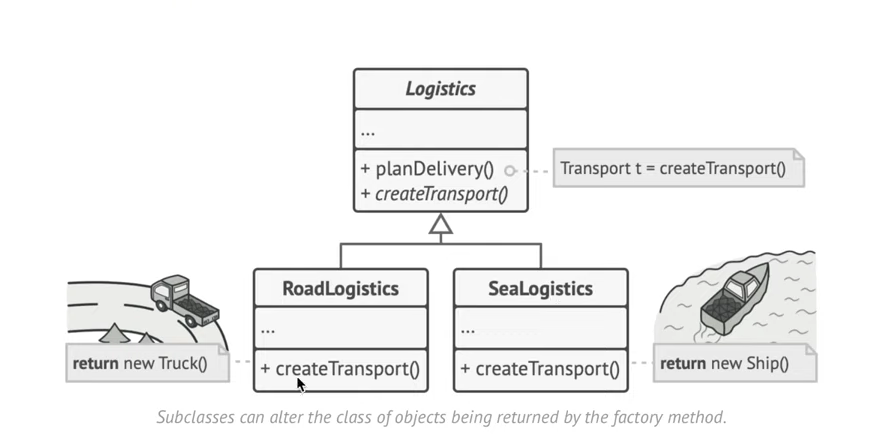 Logistics
...
+ planDelivery()
Transport t = createTransport()
+ createTransport()
RoadLogistics
...
+ createTransport()
return new Truck()
SeaLogistics
...
+ createTransport()
return new Ship()
Subclasses can alter the class of objects being returned by the factory method.